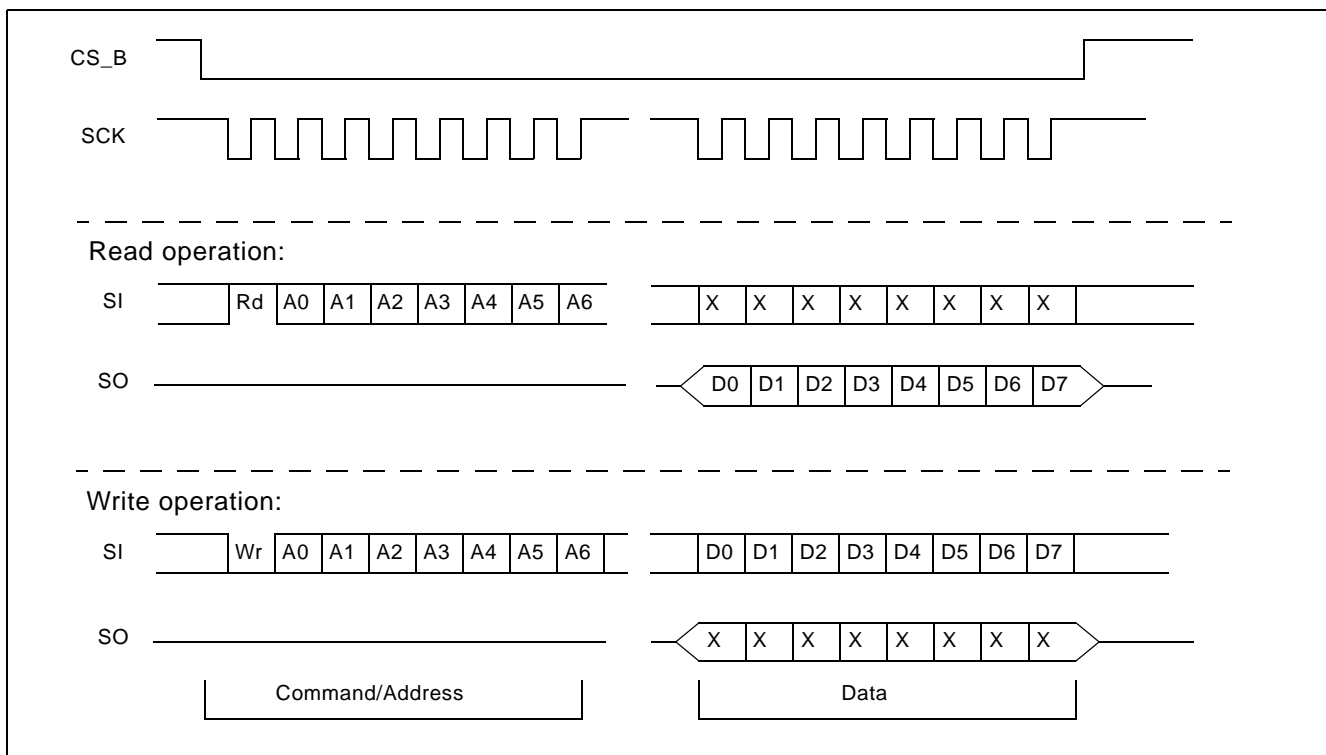 CS_B
SCK
Read operation:
SI Rd A0 A1 A2 A3 A4 A5 A6 X X X X X X X X
SO D0 D1 D2 D3 D4 D5 D6 D7
Write operation:
SI Wr A0 A1 A2 A3 A4 A5 A6 D0 D1 D2 D3 D4 D5 D6 D7
SO X X X X X X X X
Command/Address Data